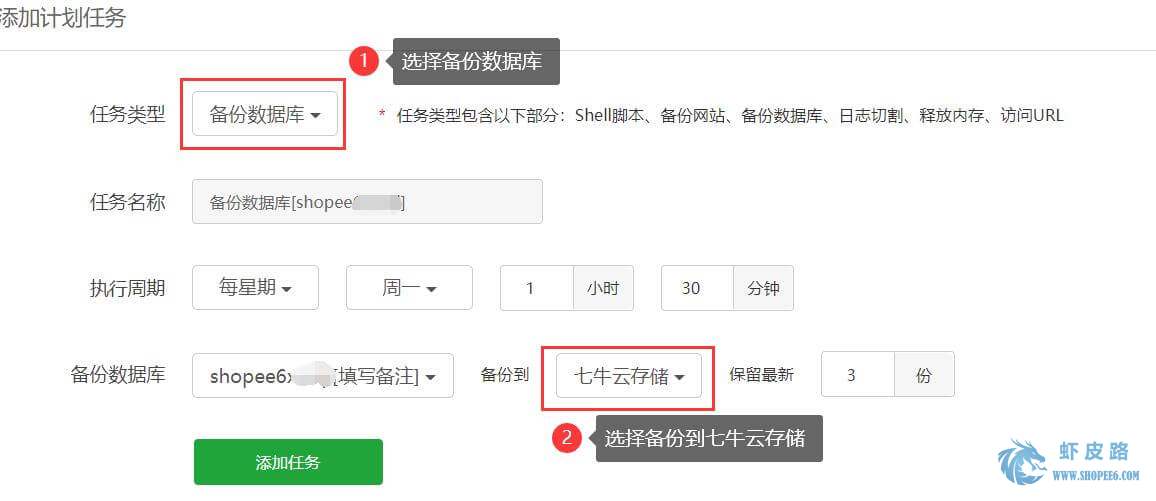 添加计划任务
1 选择备份数据库
任务类型 备份数据库 * 任务类型包含以下部分：Shell脚本、备份网站、备份数据库、日志切割、释放内存、访问URL
任务名称 备份数据库[shopee ]
执行周期 每星期 周一 1 小时 30 分钟
备份数据库 shopee6 [填写备注] 备份到 七牛云存储 保留最新 3 份
2 选择备份到七牛云存储
添加任务
虾皮路
WWW.SHOPEE6.COM